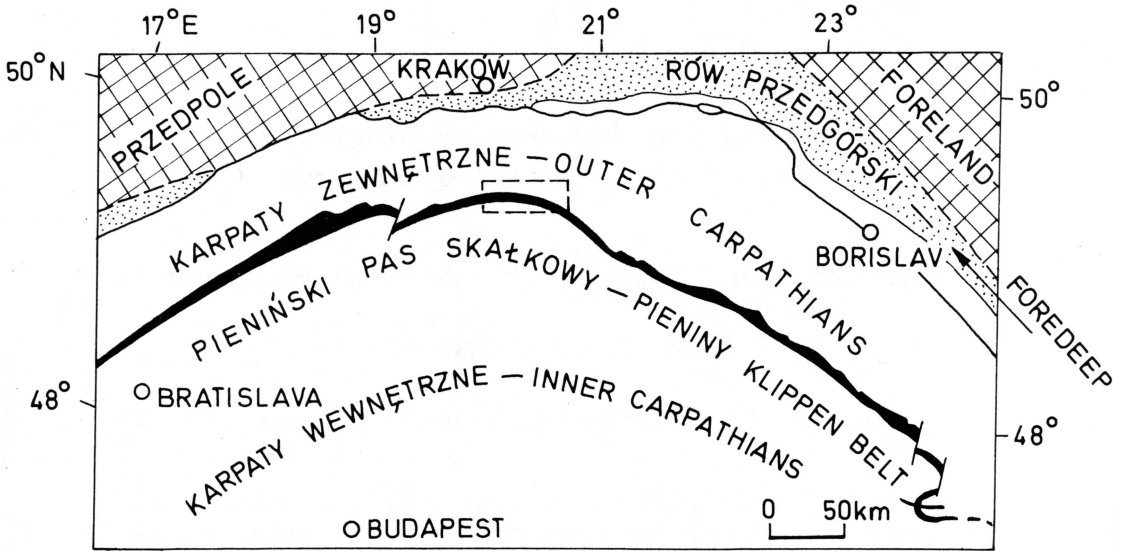 17°E 19° 21° 23°
50°N
50°
PRZEDPOLE
KRAKÓW
RÓW PRZEDGÓRSKI
FORELAND
KARPATY ZEWNĘTRZNE – OUTER CARPATHIANS
BORISLAV
FOREDEEP
PIENIŃSKI PAS SKAŁKOWY – PIENINY KLIPPEN BELT
48°
BRATISLAVA
48°
KARPATY WEWNĘTRZNE – INNER CARPATHIANS
0 50km
BUDAPEST